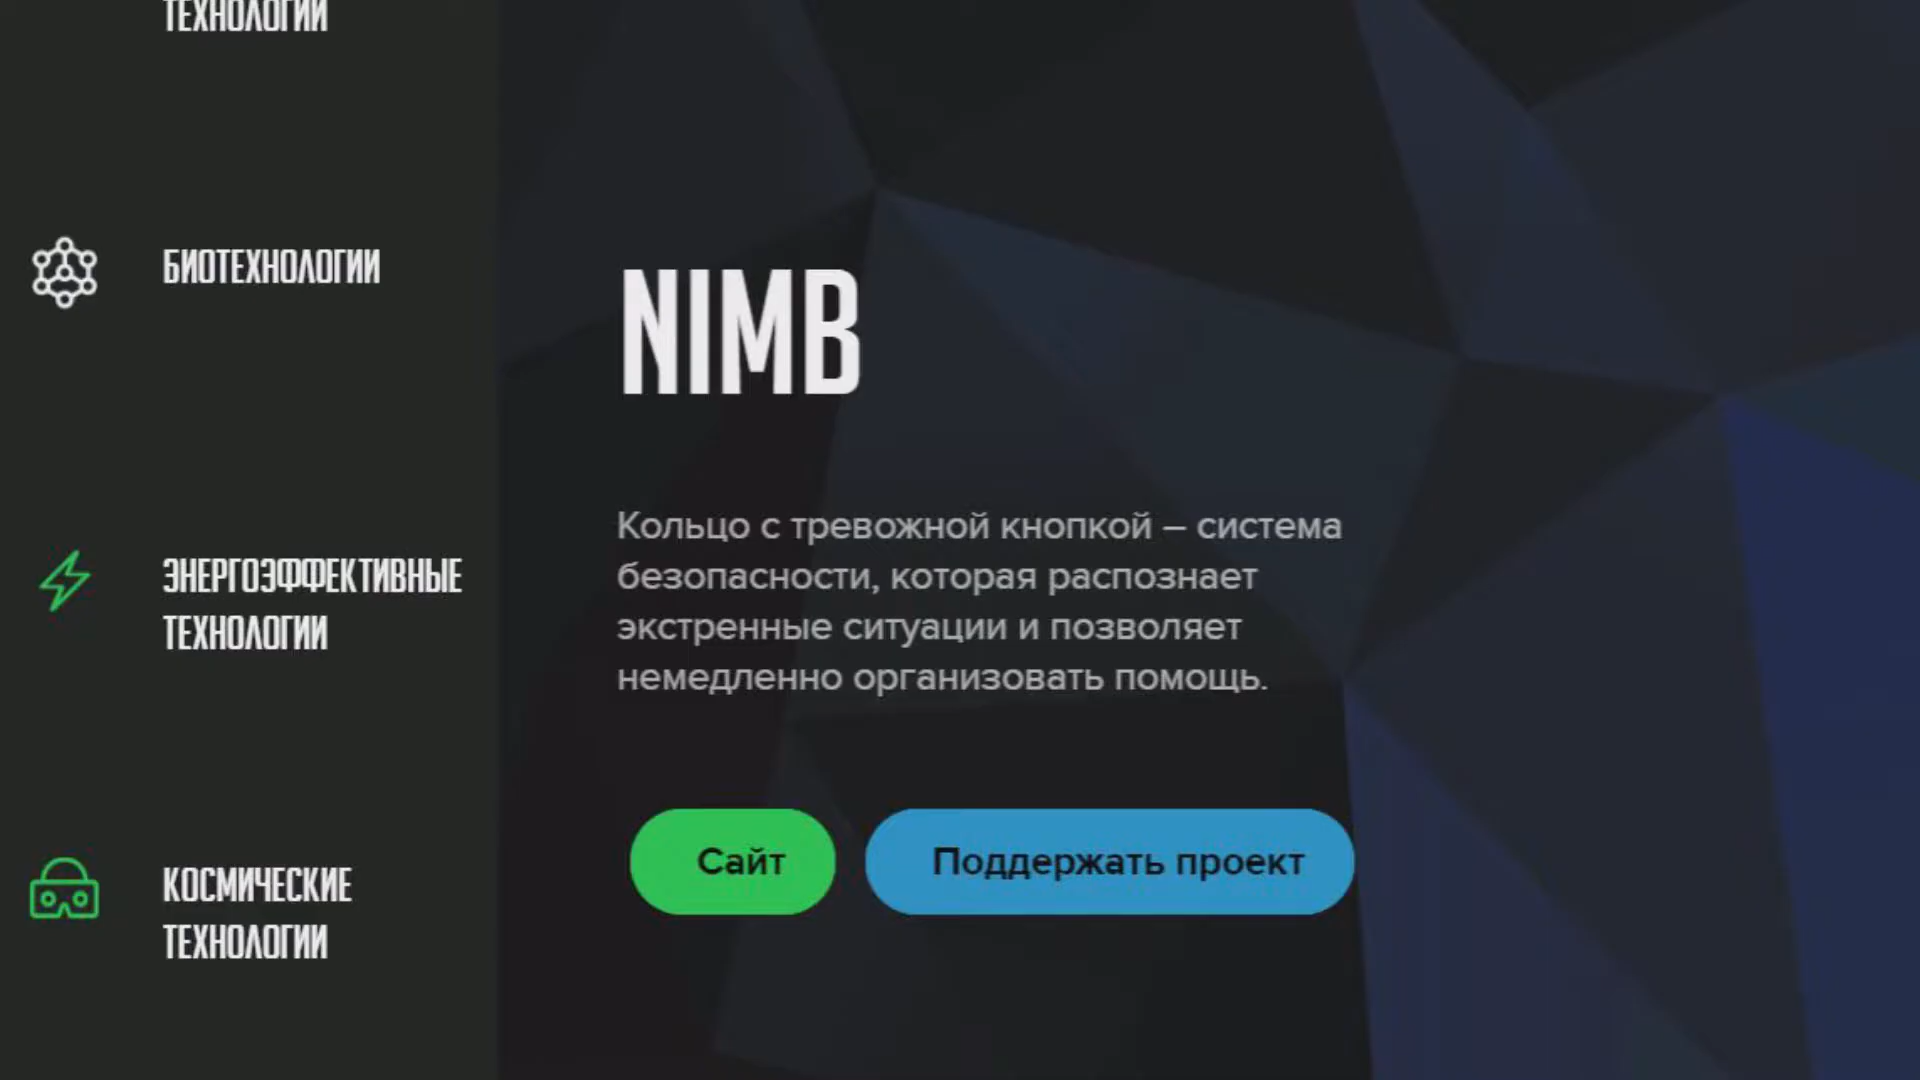 ТЕХНОЛОГИИ
БИОТЕХНОЛОГИИ
ЭНЕРГОЭФФЕКТИВНЫЕ
ТЕХНОЛОГИИ
КОСМИЧЕСКИЕ
ТЕХНОЛОГИИ
NIMB
Кольцо с тревожной кнопкой – система
безопасности, которая распознает
экстренные ситуации и позволяет
немедленно организовать помощь.
Сайт
Поддержать проект